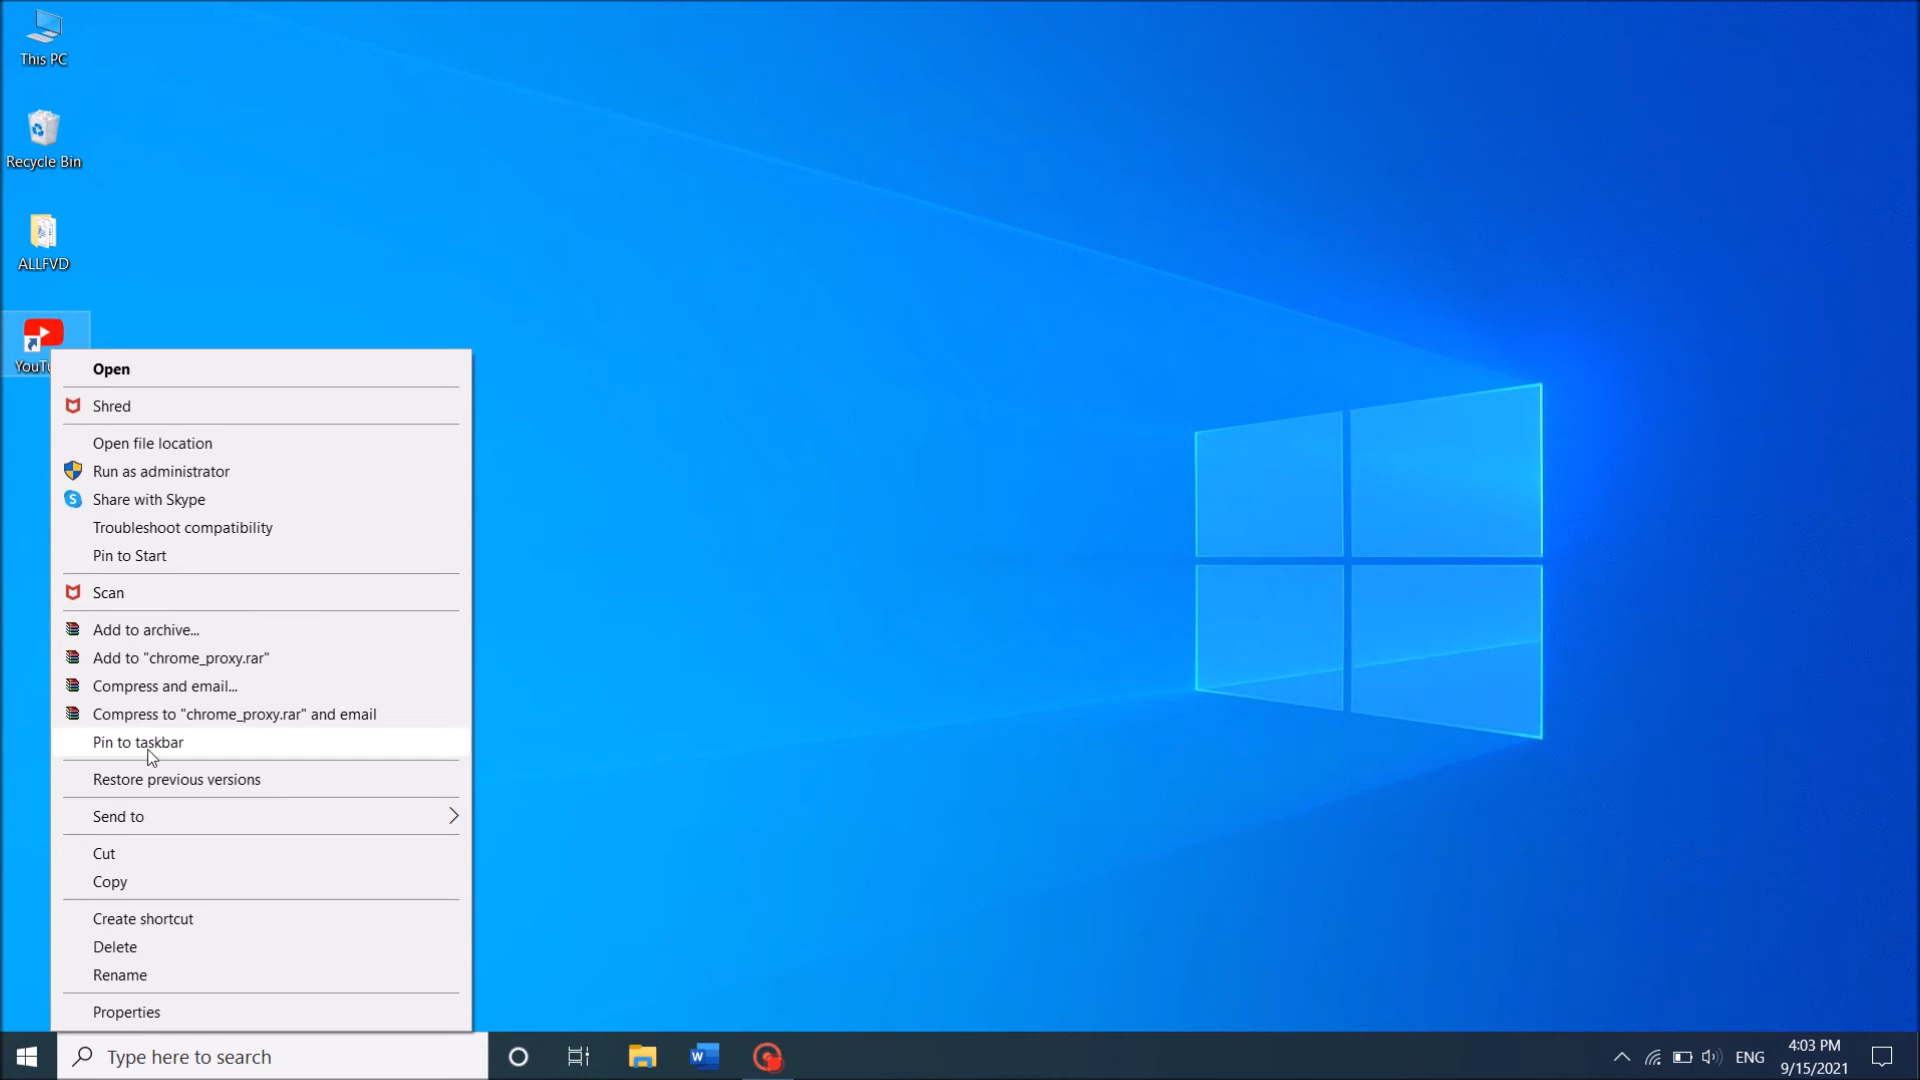 This PC
Recycle Bin
ALLFVD
Open
Shred
Open file location
Run as administrator
Share with Skype
Troubleshoot compatibility
Pin to Start
Scan
Add to archive...
Add to "chrome_proxy.rar"
Compress and email...
Compress to "chrome_proxy.rar" and email
Pin to taskbar
Restore previous versions
Send to
Cut
Copy
Create shortcut
Delete
Rename
Properties
Type here to search
ENG
4:03 PM
9/15/2021